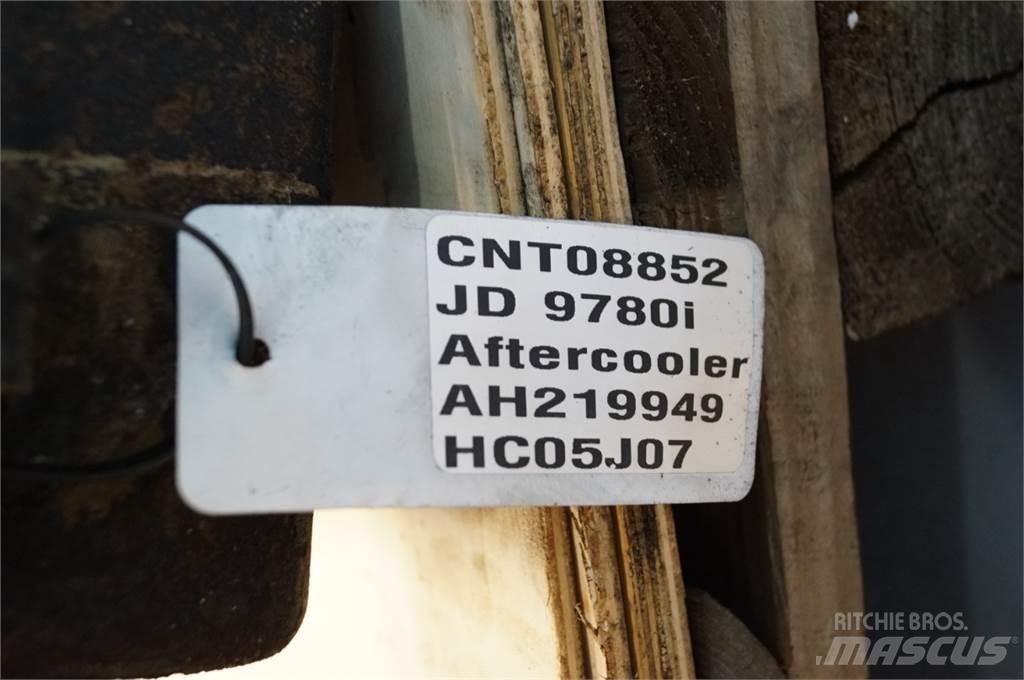 CNT08852
JD 9780i
Aftercooler
AH219949
HC05J07
RITCHIE BROS.
MASCUS